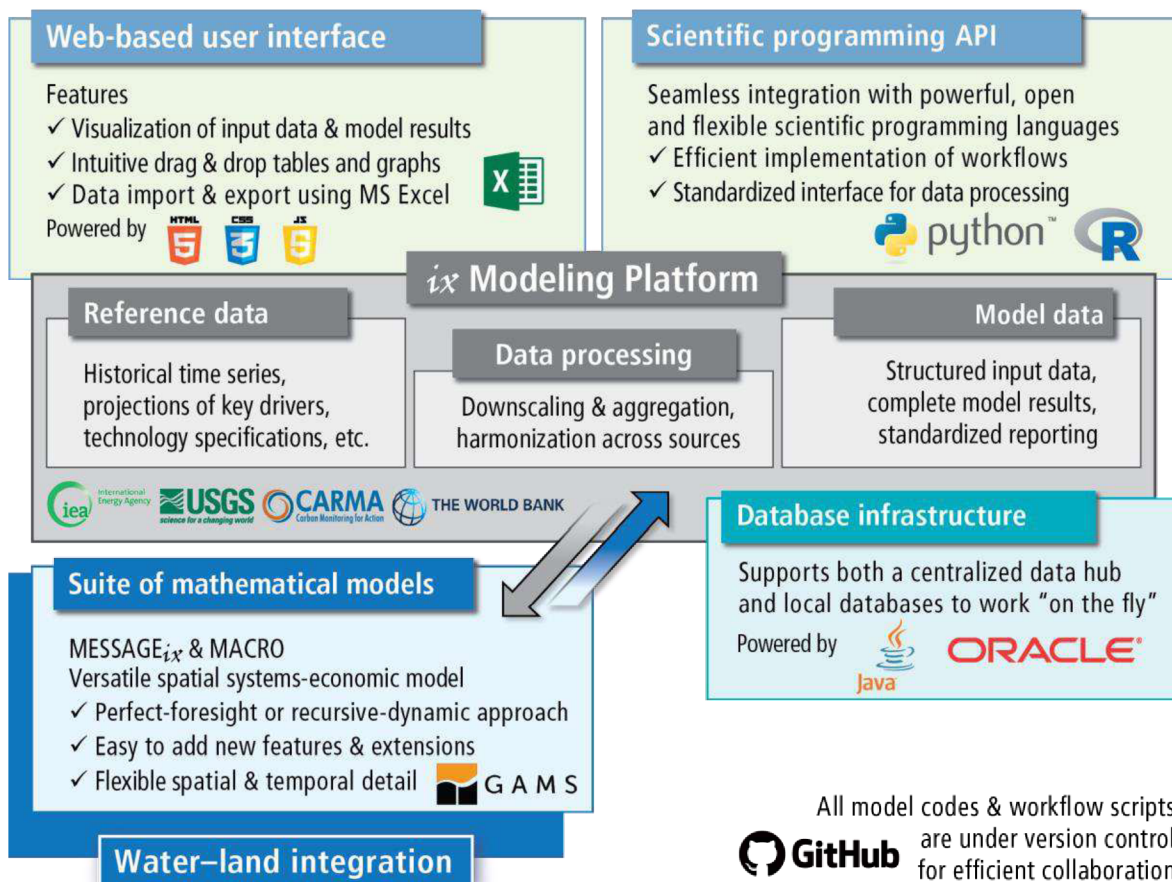 Web-based user interface
Features
✓ Visualization of input data & model results
✓ Intuitive drag & drop tables and graphs
✓ Data import & export using MS Excel
X
Powered by
HTML
5
CSS
3
JS
5
Scientific programming API
Seamless integration with powerful, open
and flexible scientific programming languages
✓ Efficient implementation of workflows
✓ Standardized interface for data processing
python™
R
ix Modeling Platform
Reference data
Historical time series,
projections of key drivers,
technology specifications, etc.
Data processing
Downscaling & aggregation,
harmonization across sources
Model data
Structured input data,
complete model results,
standardized reporting
iea
International
Energy Agency
USGS
science for a changing world
CARMA
Carbon Monitoring for Action
THE WORLD BANK
Database infrastructure
Supports both a centralized data hub
and local databases to work “on the fly”
Powered by
Java
ORACLE®
Suite of mathematical models
MESSAGEix & MACRO
Versatile spatial systems-economic model
✓ Perfect-foresight or recursive-dynamic approach
✓ Easy to add new features & extensions
✓ Flexible spatial & temporal detail
GAMS
Water–land integration
All model codes & workflow scripts
are under version control
for efficient collaboration
GitHub